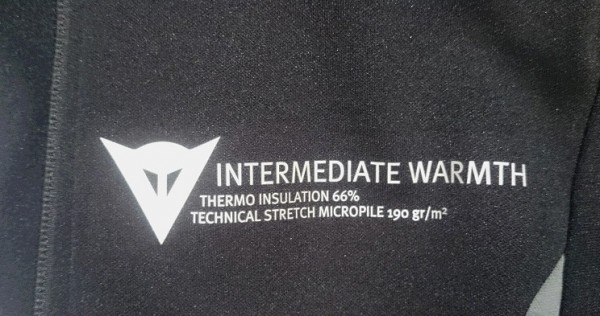 INTERMEDIATE WARMTH
THERMO INSULATION 66%
TECHNICAL STRETCH MICROPILE 190 gr/m²